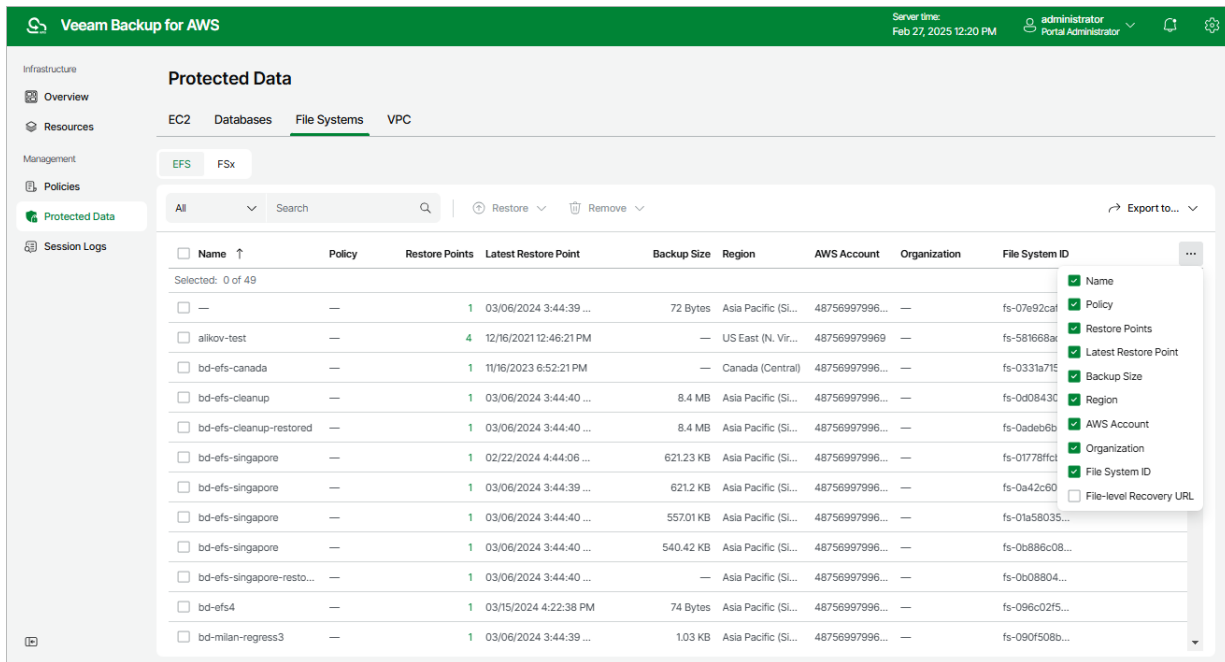 Veeam Backup for AWS
Server time:
Feb 27, 2025 12:20 PM
administrator
Portal Administrator
Infrastructure
Overview
Resources
Management
Policies
Protected Data
Session Logs
Protected Data
EC2 Databases File Systems VPC
EFS FSx
All Search Restore Remove Export to...
Name Policy Restore Points Latest Restore Point Backup Size Region AWS Account Organization File System ID
Selected: 0 of 49
— — 1 03/06/2024 3:44:39 ... 72 Bytes Asia Pacific (Si... 48756997996... — fs-07e92caf
alikov-test — 4 12/16/2021 12:46:21 PM — US East (N. Vir... 487569979969 — fs-581668ac
bd-efs-canada — 1 11/16/2023 6:52:21 PM — Canada (Central) 48756997996... — fs-0331a715
bd-efs-cleanup — 1 03/06/2024 3:44:40 ... 8.4 MB Asia Pacific (Si... 48756997996... — fs-0d08430
bd-efs-cleanup-restored — 1 03/06/2024 3:44:40 ... 8.4 MB Asia Pacific (Si... 48756997996... — fs-0adeb6b
bd-efs-singapore — 1 02/22/2024 4:44:06 ... 621.23 KB Asia Pacific (Si... 48756997996... — fs-01778ffcb
bd-efs-singapore — 1 03/06/2024 3:44:39 ... 621.2 KB Asia Pacific (Si... 48756997996... — fs-0a42c60
bd-efs-singapore — 1 03/06/2024 3:44:40 ... 557.01 KB Asia Pacific (Si... 48756997996... — fs-01a58035...
bd-efs-singapore — 1 03/06/2024 3:44:40 ... 540.42 KB Asia Pacific (Si... 48756997996... — fs-0b886c08...
bd-efs-singapore-resto... — 1 03/06/2024 3:44:40 ... — Asia Pacific (Si... 48756997996... — fs-0b08804...
bd-efs4 — 1 03/15/2024 4:22:38 PM 74 Bytes Asia Pacific (Si... 48756997996... — fs-096c02f5...
bd-milan-regress3 — 1 03/06/2024 3:44:39 ... 1.03 KB Asia Pacific (Si... 48756997996... — fs-090f508b...
Name
Policy
Restore Points
Latest Restore Point
Backup Size
Region
AWS Account
Organization
File System ID
File-level Recovery URL